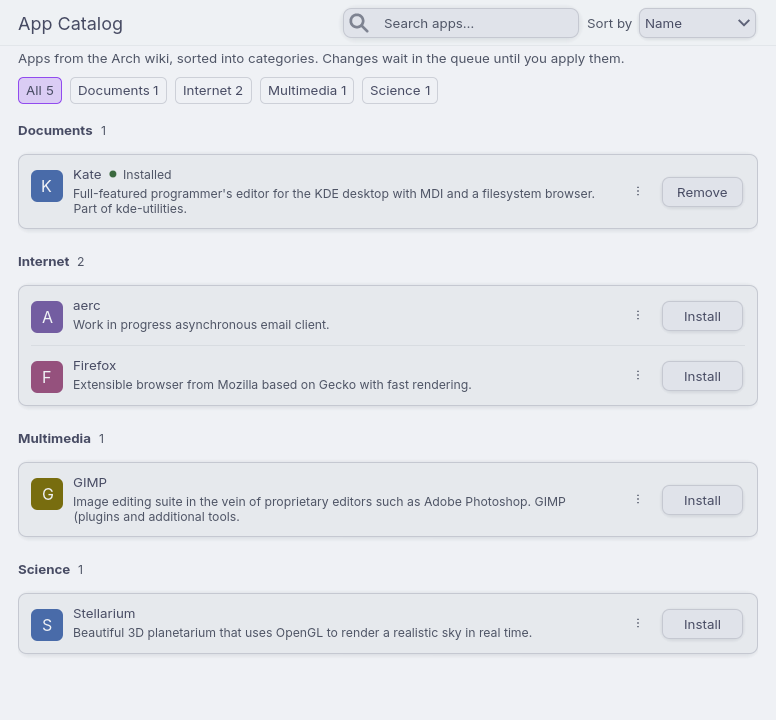 App Catalog
Search apps...
Sort by
Name
Apps from the Arch wiki, sorted into categories. Changes wait in the queue until you apply them.
All 5
Documents 1
Internet 2
Multimedia 1
Science 1
Documents 1
K
Kate
Installed
Full-featured programmer's editor for the KDE desktop with MDI and a filesystem browser.
Part of kde-utilities.
Remove
Internet 2
A
aerc
Work in progress asynchronous email client.
Install
F
Firefox
Extensible browser from Mozilla based on Gecko with fast rendering.
Install
Multimedia 1
G
GIMP
Image editing suite in the vein of proprietary editors such as Adobe Photoshop. GIMP
(plugins and additional tools.
Install
Science 1
S
Stellarium
Beautiful 3D planetarium that uses OpenGL to render a realistic sky in real time.
Install